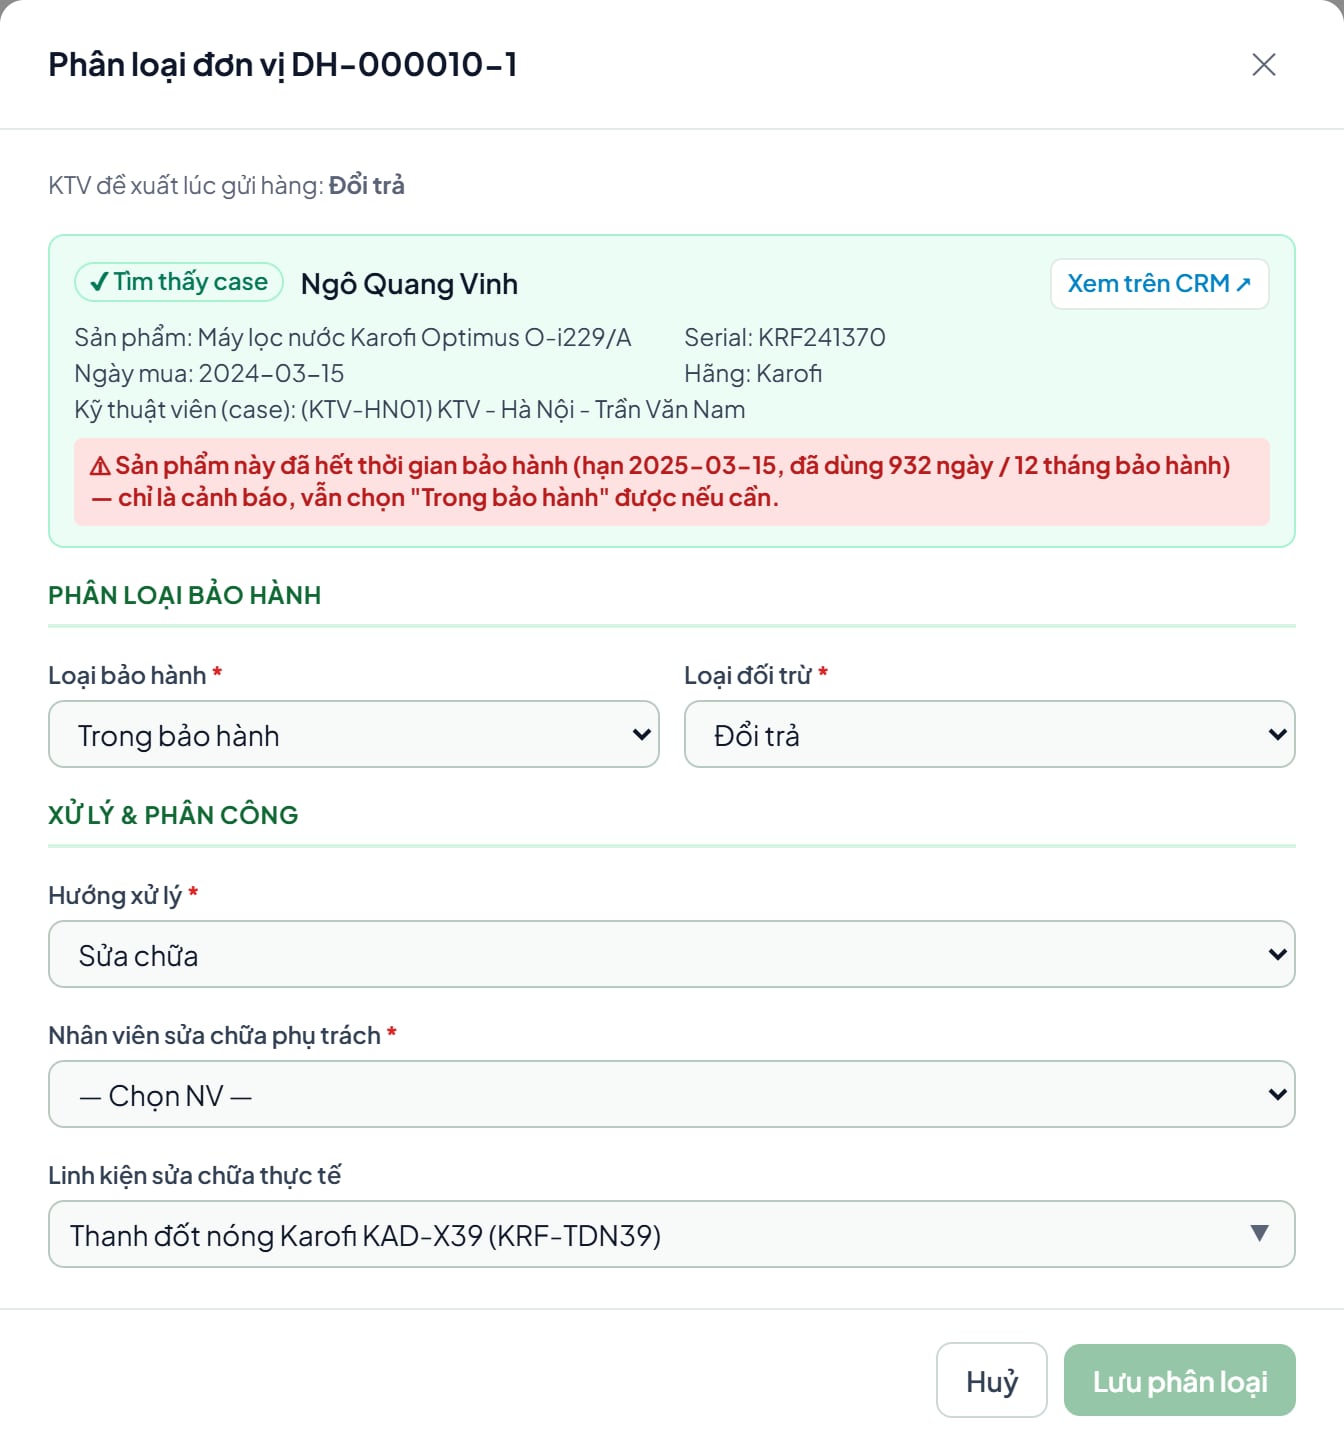 Phân loại đơn vị DH-000010-1
KTV đề xuất lúc gửi hàng: Đổi trả
✓ Tìm thấy case Ngô Quang Vinh Xem trên CRM ↗
Sản phẩm: Máy lọc nước Karofi Optimus O-i229/A Serial: KRF241370
Ngày mua: 2024-03-15 Hãng: Karofi
Kỹ thuật viên (case): (KTV-HN01) KTV - Hà Nội - Trần Văn Nam
⚠ Sản phẩm này đã hết thời gian bảo hành (hạn 2025-03-15, đã dùng 932 ngày / 12 tháng bảo hành)
— chỉ là cảnh báo, vẫn chọn "Trong bảo hành" được nếu cần.
PHÂN LOẠI BẢO HÀNH
Loại bảo hành * Loại đối trừ *
Trong bảo hành Đổi trả
XỬ LÝ & PHÂN CÔNG
Hướng xử lý *
Sửa chữa
Nhân viên sửa chữa phụ trách *
— Chọn NV —
Linh kiện sửa chữa thực tế
Thanh đốt nóng Karofi KAD-X39 (KRF-TDN39) ▼
Huỷ Lưu phân loại